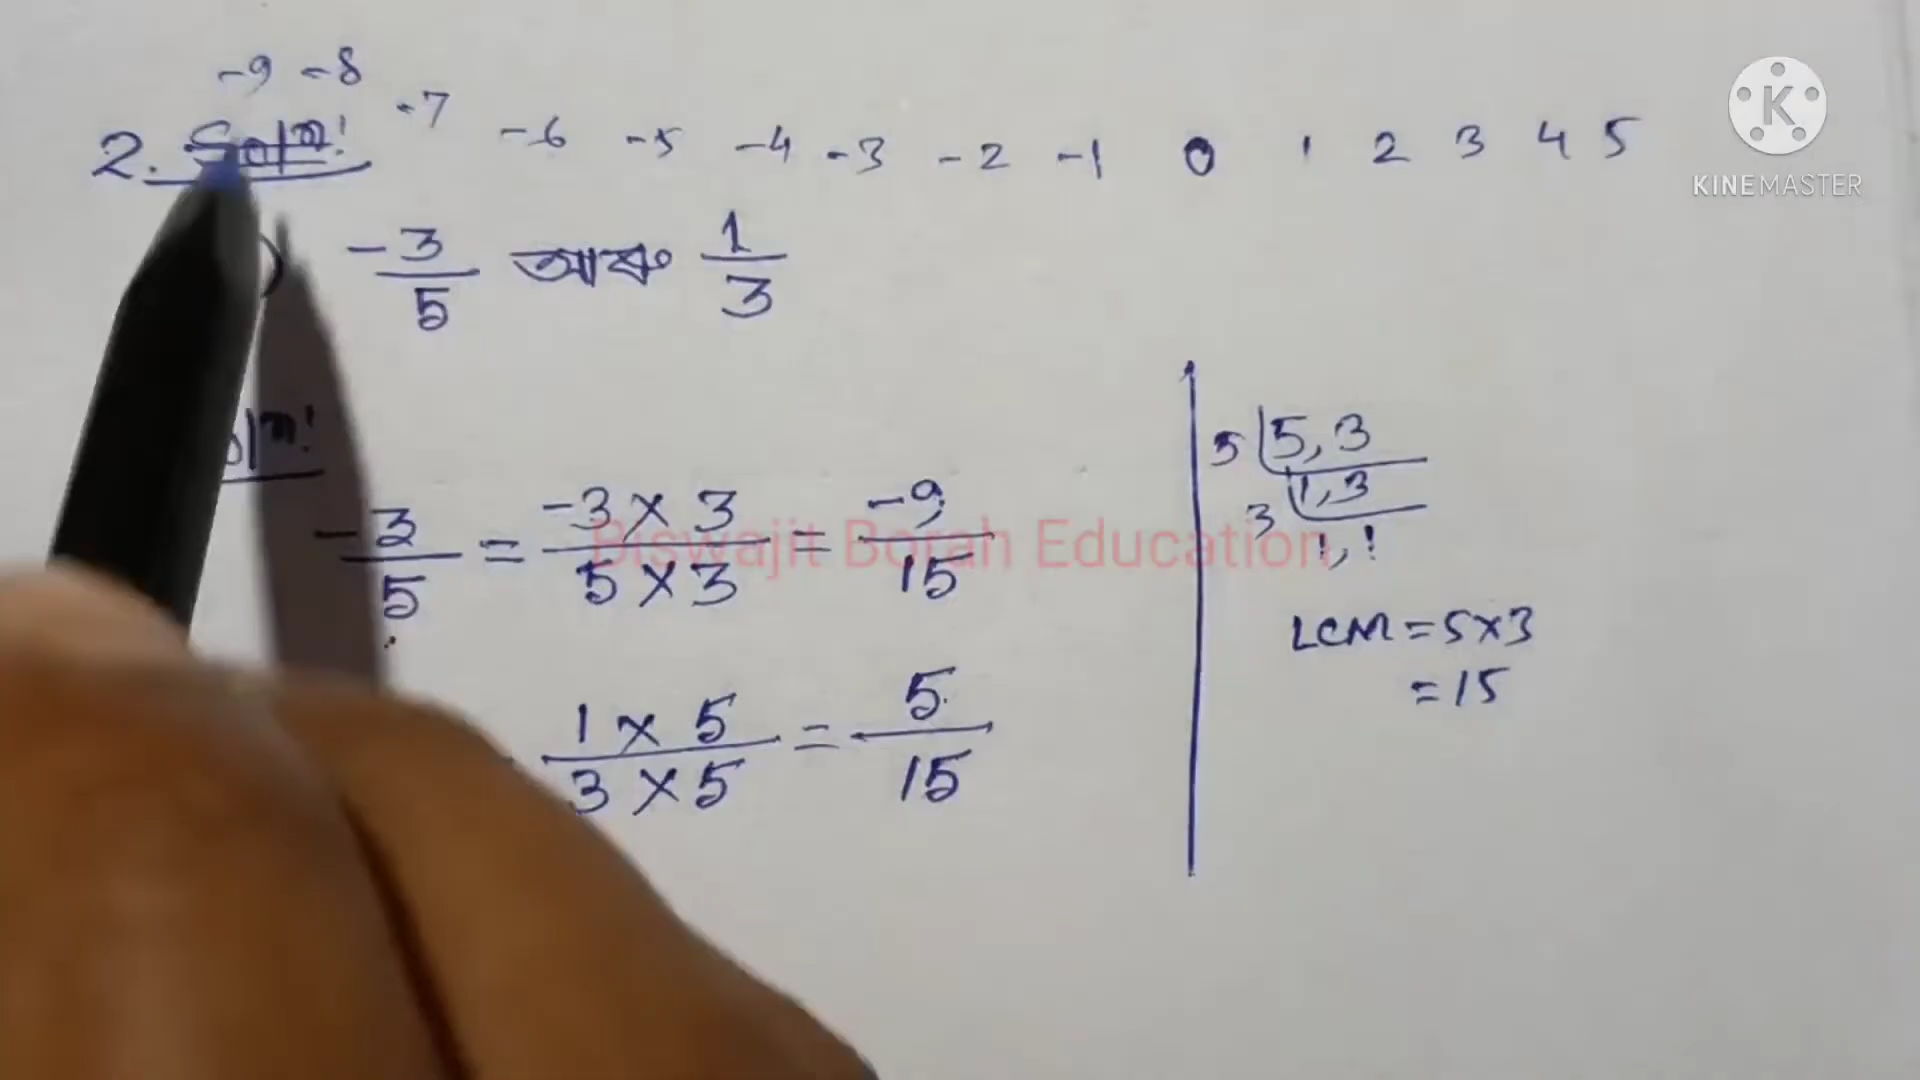 -9 -8 -7 -6 -5 -4 -3 -2 -1 0 1 2 3 4 5
2. Soln:
) -3/5 আৰু 1/3
oln:
-3/5 = -3 × 3 / 5 × 3 = -9/15
1 × 5 / 3 × 5 = 5/15
5 | 5, 3
3 | 1, 3
1, 1
LCM = 5×3
= 15
K
KINEMASTER
Biswajit Borah Education